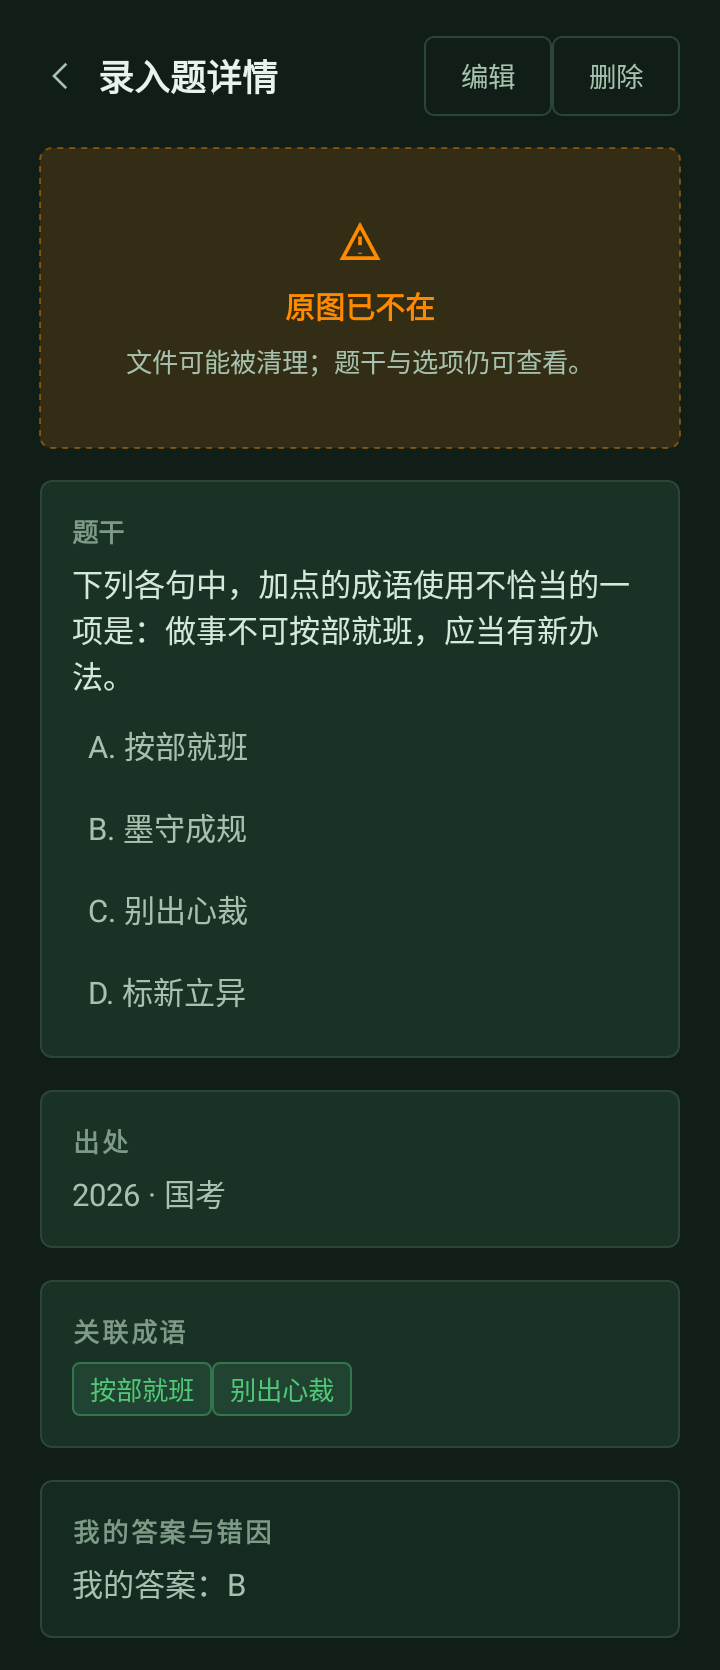 录入题详情
编辑
删除
原图已不在
文件可能被清理；题干与选项仍可查看。
题干
下列各句中，加点的成语使用不恰当的一
项是：做事不可按部就班，应当有新办
法。
A. 按部就班
B. 墨守成规
C. 别出心裁
D. 标新立异
出处
2026 · 国考
关联成语
按部就班
别出心裁
我的答案与错因
我的答案：B